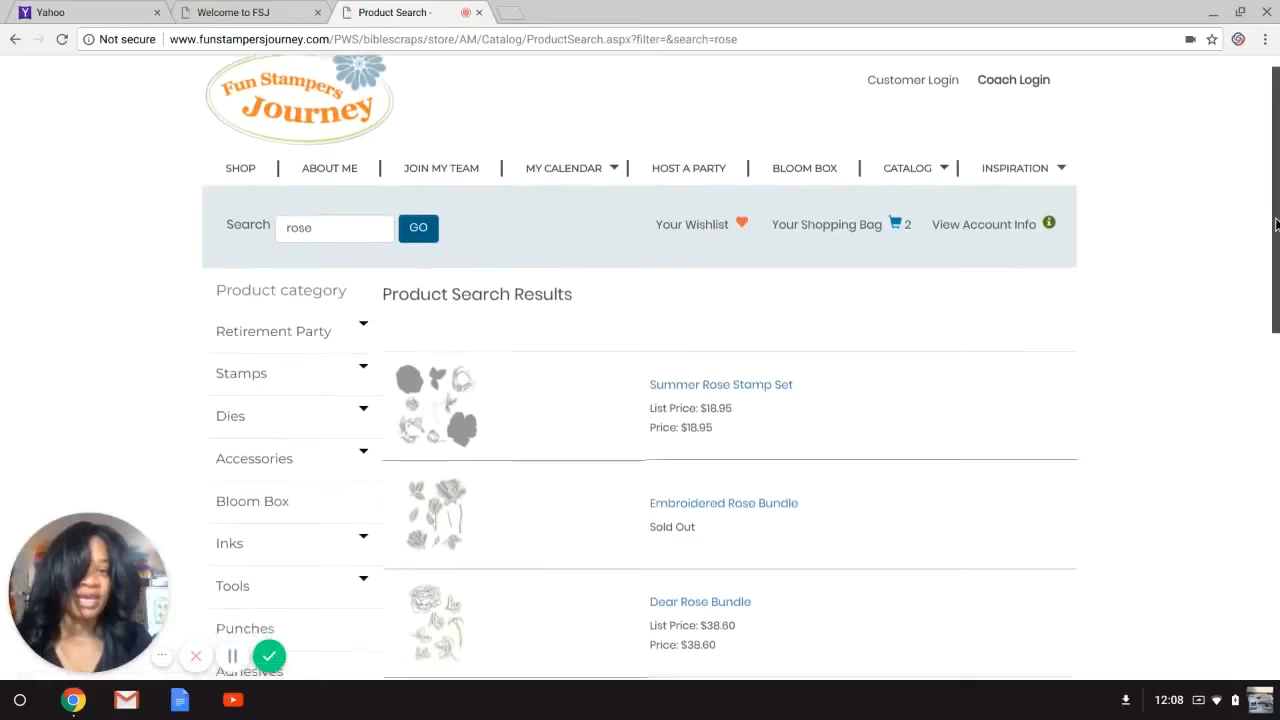 Yahoo
Welcome to FSJ
Product Search -
Not secure
www.funstampersjourney.com/PWS/biblescraps/store/AM/Catalog/ProductSearch.aspx?filter=&search=rose
Fun Stampers
Journey
Customer Login
Coach Login
SHOP
ABOUT ME
JOIN MY TEAM
MY CALENDAR
HOST A PARTY
BLOOM BOX
CATALOG
INSPIRATION
Search
rose
GO
Your Wishlist
Your Shopping Bag 2
View Account Info
Product category
Retirement Party
Stamps
Dies
Accessories
Bloom Box
Inks
Tools
Punches
Adhesives
Product Search Results
Summer Rose Stamp Set
List Price: $18.95
Price: $18.95
Embroidered Rose Bundle
Sold Out
Dear Rose Bundle
List Price: $38.60
Price: $38.60
12:08